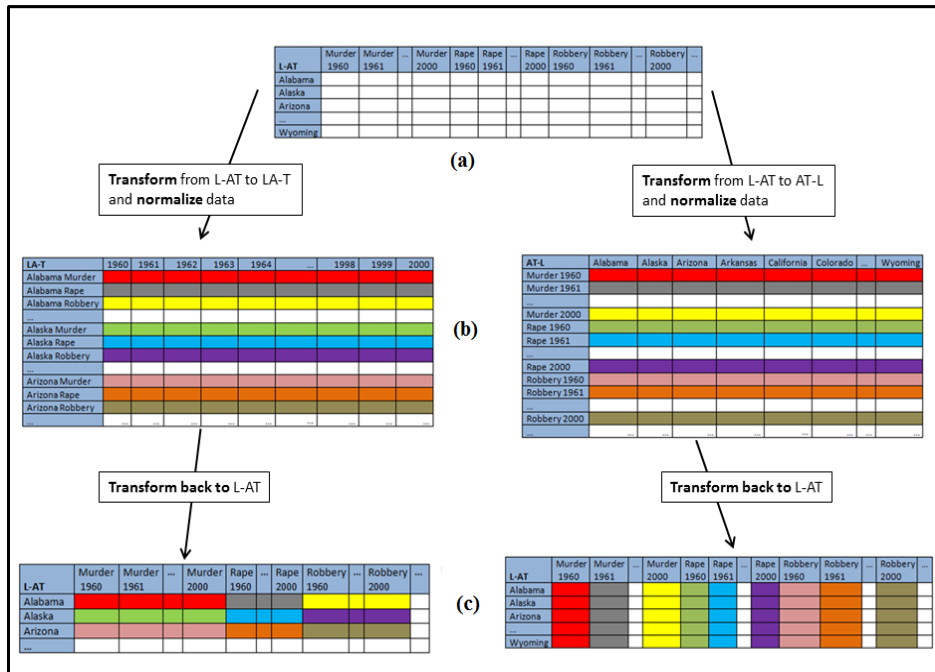 Murder Murder ... Murder Rape Rape ... Rape Robbery Robbery ... Robbery ...
L-AT 1960 1961 2000 1960 1961 2000 1960 1961 2000
Alabama
Alaska
Arizona
...
Wyoming
(a)
Transform from L-AT to LA-T
and normalize data
Transform from L-AT to AT-L
and normalize data
LA-T 1960 1961 1962 1963 1964 ... 1998 1999 2000
Alabama Murder
Alabama Rape
Alabama Robbery
...
Alaska Murder
Alaska Rape
Alaska Robbery
...
Arizona Murder
Arizona Rape
Arizona Robbery
... ... ... ... ... ... ... ... ... ...
(b)
AT-L Alabama Alaska Arizona Arkansas California Colorado ... Wyoming
Murder 1960
Murder 1961
...
Murder 2000
Rape 1960
Rape 1961
...
Rape 2000
Robbery 1960
Robbery 1961
...
Robbery 2000
... ... ... ... ... ... ... ... ...
Transform back to L-AT
Transform back to L-AT
Murder Murder ... Murder Rape ... Rape Robbery ... Robbery ...
L-AT 1960 1961 2000 1960 2000 1960 2000
Alabama
Alaska
Arizona
...
(c)
Murder Murder ... Murder Rape Rape ... Rape Robbery Robbery ... Robbery ...
L-AT 1960 1961 2000 1960 1961 2000 1960 1961 2000
Alabama
Alaska
Arizona
...
Wyoming